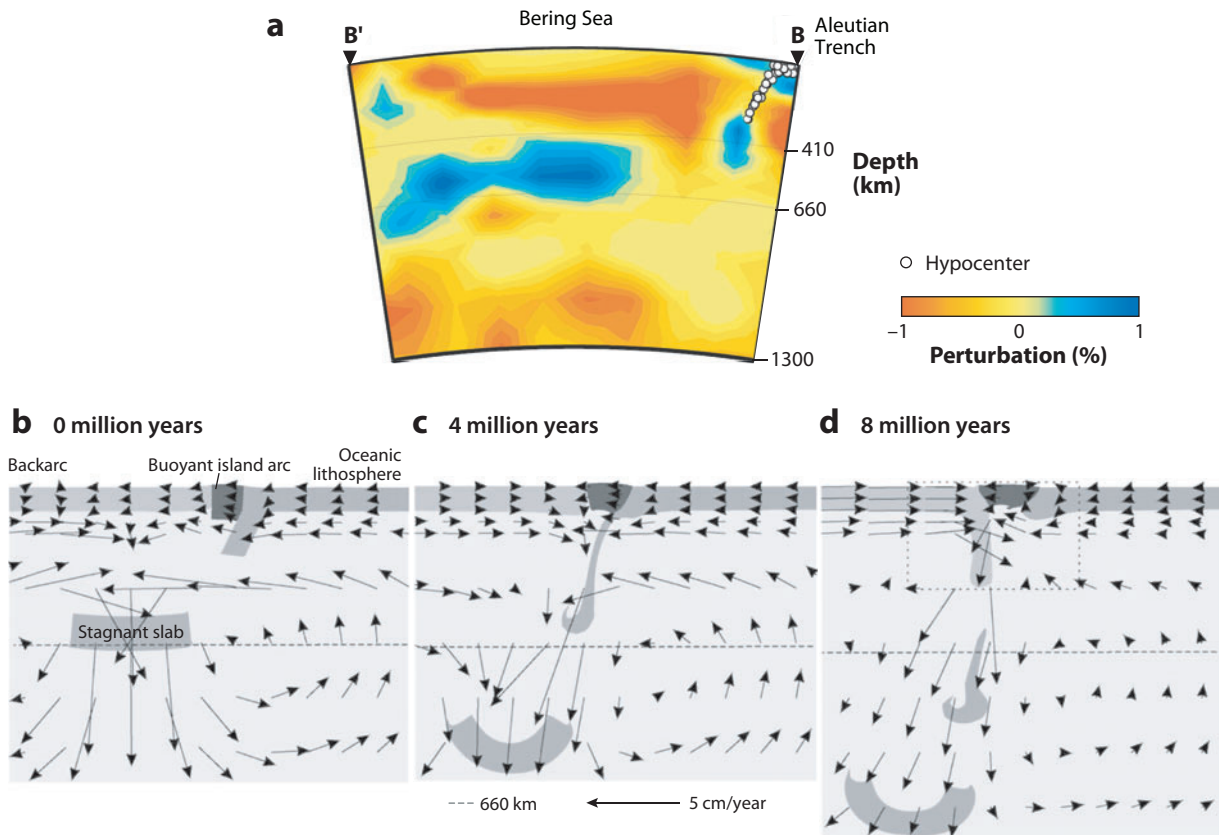 a
Bering Sea
B'
B
Aleutian
Trench
410
660
1300
Depth
(km)
Hypocenter
−1
0
1
Perturbation (%)
b 0 million years
Backarc
Buoyant island arc
Oceanic
lithosphere
Stagnant slab
c 4 million years
d 8 million years
660 km
5 cm/year